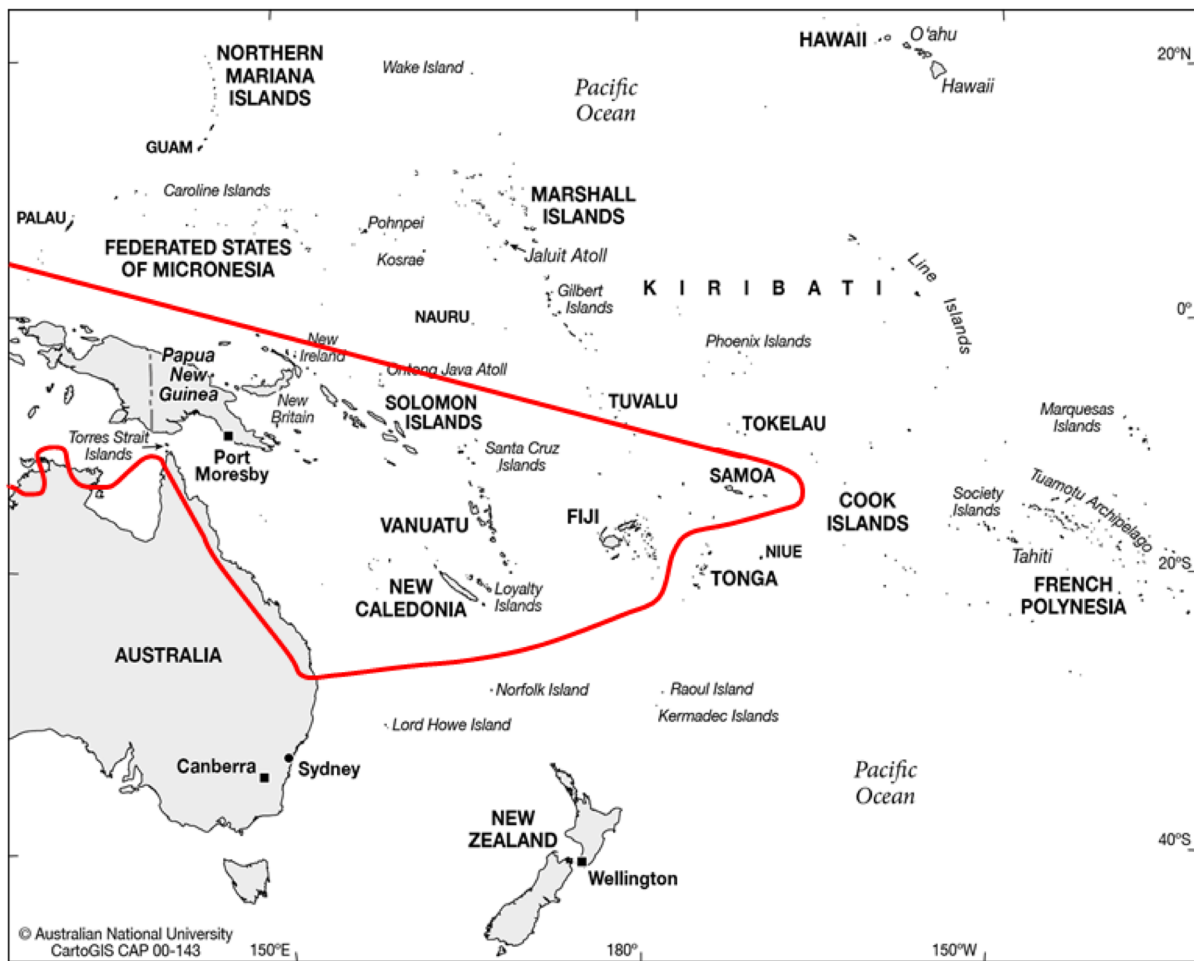 HAWAII
O'ahu
Hawaii
20°N
NORTHERN
MARIANA
ISLANDS
Wake Island
Pacific
Ocean
GUAM
Caroline Islands
MARSHALL
ISLANDS
PALAU
Pohnpei
FEDERATED STATES
OF MICRONESIA
Kosrae
Jaluit Atoll
Line
Islands
KIRIBATI
Gilbert
Islands
NAURU
0°
Phoenix Islands
New
Ireland
Papua
New
Guinea
Ontong Java Atoll
New
Britain
SOLOMON
ISLANDS
TUVALU
TOKELAU
Marquesas
Islands
Torres Strait
Islands
Port
Moresby
Santa Cruz
Islands
SAMOA
COOK
ISLANDS
Society
Islands
Tuamotu Archipelago
VANUATU
FIJI
NIUE
Tahiti
TONGA
20°S
NEW
CALEDONIA
Loyalty
Islands
FRENCH
POLYNESIA
AUSTRALIA
Norfolk Island
Raoul Island
Lord Howe Island
Kermadec Islands
Canberra
Sydney
Pacific
Ocean
NEW
ZEALAND
40°S
Wellington
© Australian National University
CartoGIS CAP 00-143
150°E
180°
150°W